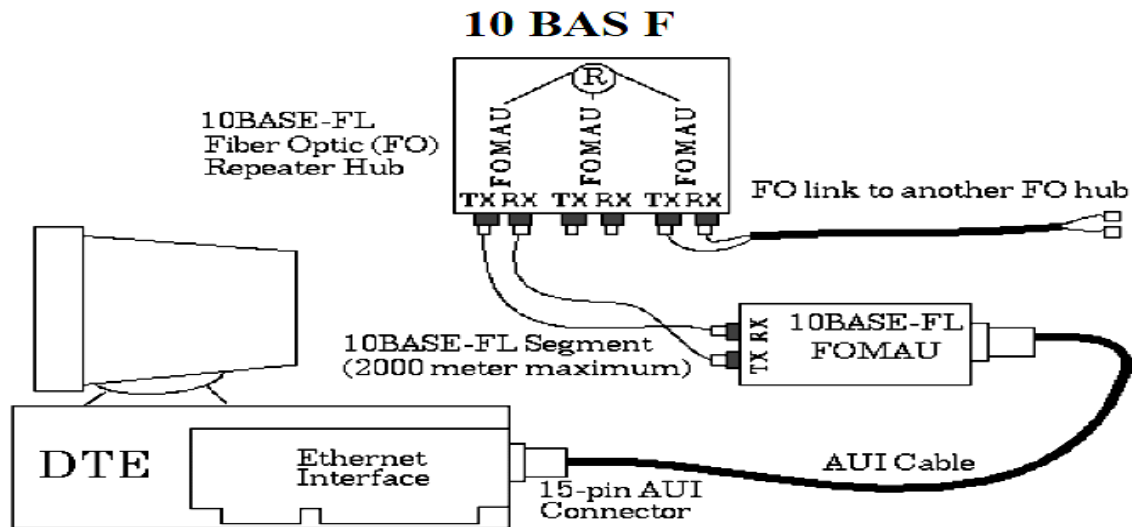 10 BAS F
R
10BASE-FL
Fiber Optic (FO)
Repeater Hub
FOMAU
FOMAU
FOMAU
TX RX TX RX TX RX
FO link to another FO hub
10BASE-FL Segment
(2000 meter maximum)
TX RX
10BASE-FL
FOMAU
DTE
Ethernet
Interface
15-pin AUI
Connector
AUI Cable